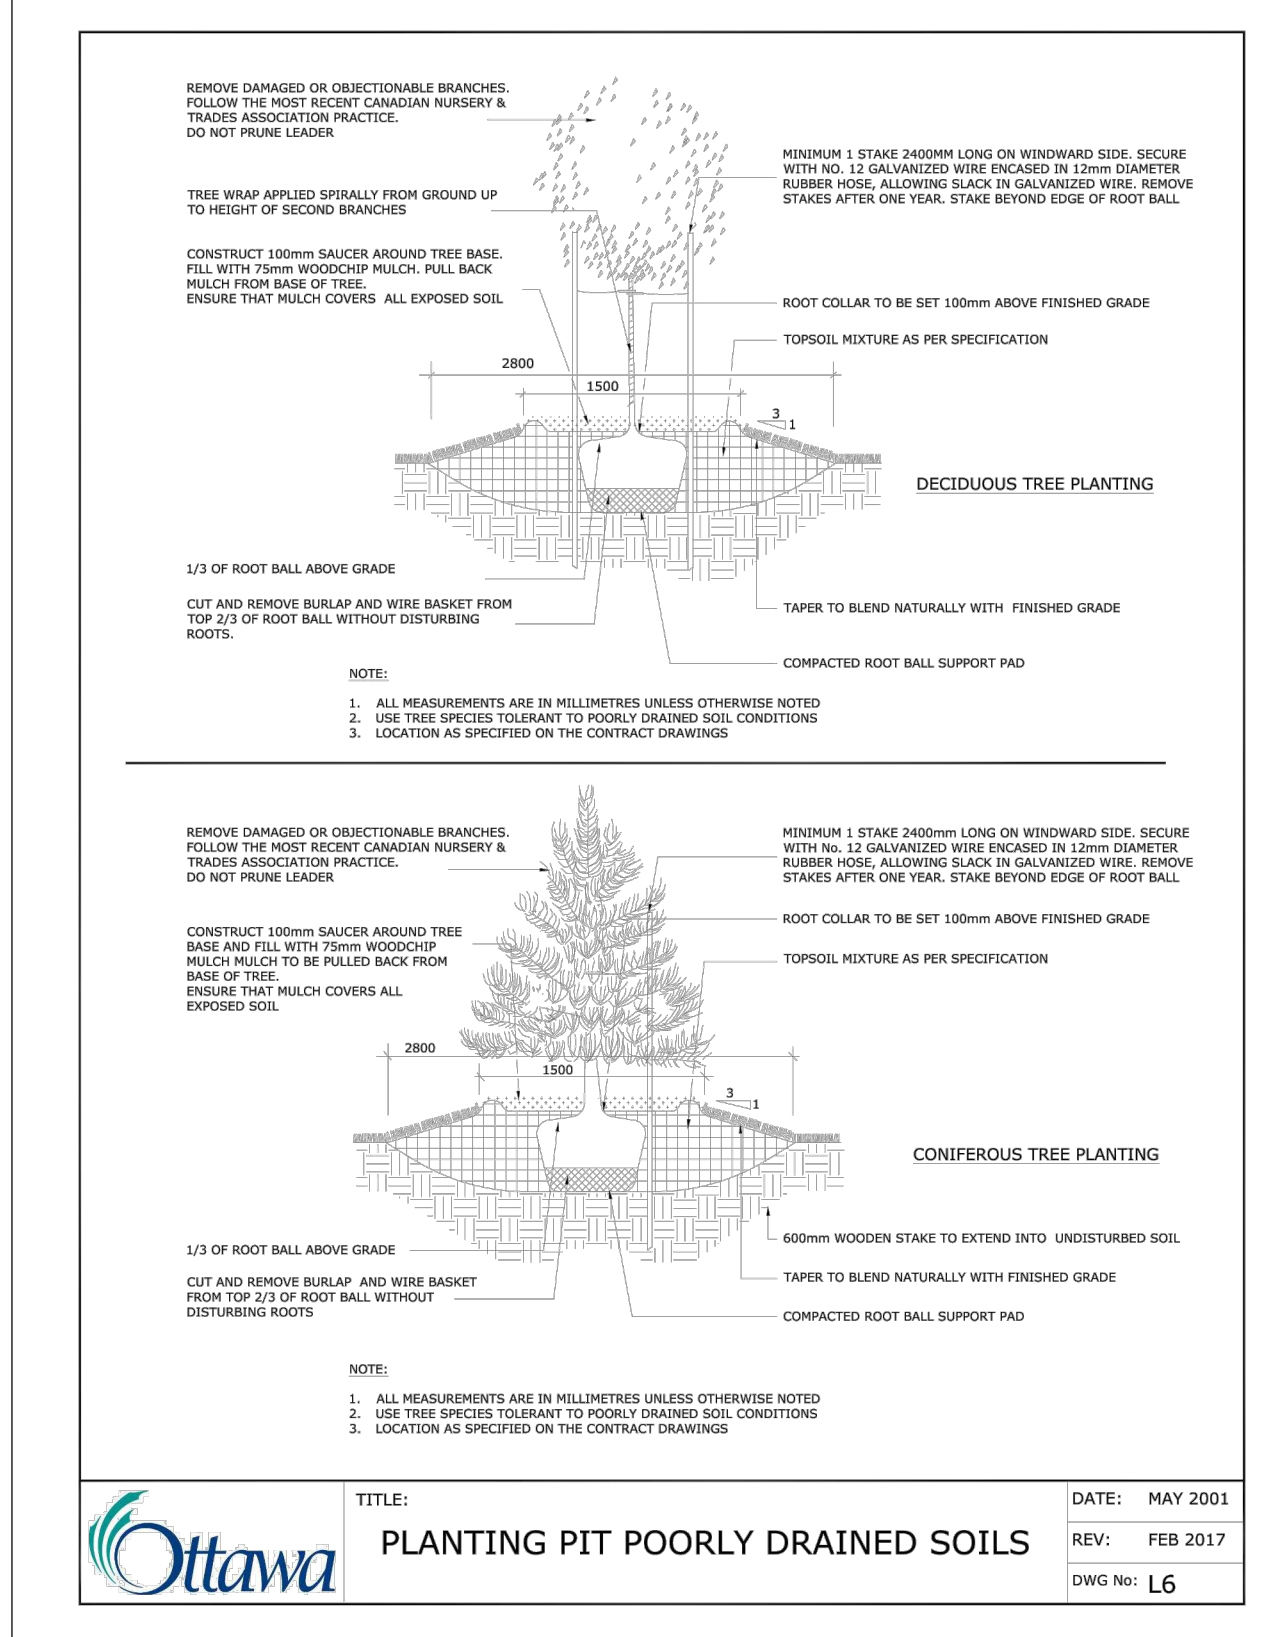 REMOVE DAMAGED OR OBJECTIONABLE BRANCHES.
FOLLOW THE MOST RECENT CANADIAN NURSERY &
TRADES ASSOCIATION PRACTICE.
DO NOT PRUNE LEADER
MINIMUM 1 STAKE 2400MM LONG ON WINDWARD SIDE. SECURE
WITH NO. 12 GALVANIZED WIRE ENCASED IN 12mm DIAMETER
RUBBER HOSE, ALLOWING SLACK IN GALVANIZED WIRE. REMOVE
STAKES AFTER ONE YEAR. STAKE BEYOND EDGE OF ROOT BALL
TREE WRAP APPLIED SPIRALLY FROM GROUND UP
TO HEIGHT OF SECOND BRANCHES
CONSTRUCT 100mm SAUCER AROUND TREE BASE.
FILL WITH 75mm WOODCHIP MULCH. PULL BACK
MULCH FROM BASE OF TREE.
ENSURE THAT MULCH COVERS ALL EXPOSED SOIL
ROOT COLLAR TO BE SET 100mm ABOVE FINISHED GRADE
TOPSOIL MIXTURE AS PER SPECIFICATION
2800
1500
3
1
DECIDUOUS TREE PLANTING
1/3 OF ROOT BALL ABOVE GRADE
CUT AND REMOVE BURLAP AND WIRE BASKET FROM
TOP 2/3 OF ROOT BALL WITHOUT DISTURBING
ROOTS.
TAPER TO BLEND NATURALLY WITH FINISHED GRADE
COMPACTED ROOT BALL SUPPORT PAD
NOTE:
1. ALL MEASUREMENTS ARE IN MILLIMETRES UNLESS OTHERWISE NOTED
2. USE TREE SPECIES TOLERANT TO POORLY DRAINED SOIL CONDITIONS
3. LOCATION AS SPECIFIED ON THE CONTRACT DRAWINGS
REMOVE DAMAGED OR OBJECTIONABLE BRANCHES.
FOLLOW THE MOST RECENT CANADIAN NURSERY &
TRADES ASSOCIATION PRACTICE.
DO NOT PRUNE LEADER
MINIMUM 1 STAKE 2400mm LONG ON WINDWARD SIDE. SECURE
WITH No. 12 GALVANIZED WIRE ENCASED IN 12mm DIAMETER
RUBBER HOSE, ALLOWING SLACK IN GALVANIZED WIRE. REMOVE
STAKES AFTER ONE YEAR. STAKE BEYOND EDGE OF ROOT BALL
ROOT COLLAR TO BE SET 100mm ABOVE FINISHED GRADE
CONSTRUCT 100mm SAUCER AROUND TREE
BASE AND FILL WITH 75mm WOODCHIP
MULCH MULCH TO BE PULLED BACK FROM
BASE OF TREE.
ENSURE THAT MULCH COVERS ALL
EXPOSED SOIL
TOPSOIL MIXTURE AS PER SPECIFICATION
2800
1500
3
1
CONIFEROUS TREE PLANTING
600mm WOODEN STAKE TO EXTEND INTO UNDISTURBED SOIL
1/3 OF ROOT BALL ABOVE GRADE
CUT AND REMOVE BURLAP AND WIRE BASKET
FROM TOP 2/3 OF ROOT BALL WITHOUT
DISTURBING ROOTS
TAPER TO BLEND NATURALLY WITH FINISHED GRADE
COMPACTED ROOT BALL SUPPORT PAD
NOTE:
1. ALL MEASUREMENTS ARE IN MILLIMETRES UNLESS OTHERWISE NOTED
2. USE TREE SPECIES TOLERANT TO POORLY DRAINED SOIL CONDITIONS
3. LOCATION AS SPECIFIED ON THE CONTRACT DRAWINGS
Ottawa
TITLE:
PLANTING PIT POORLY DRAINED SOILS
DATE: MAY 2001
REV: FEB 2017
DWG No: L6